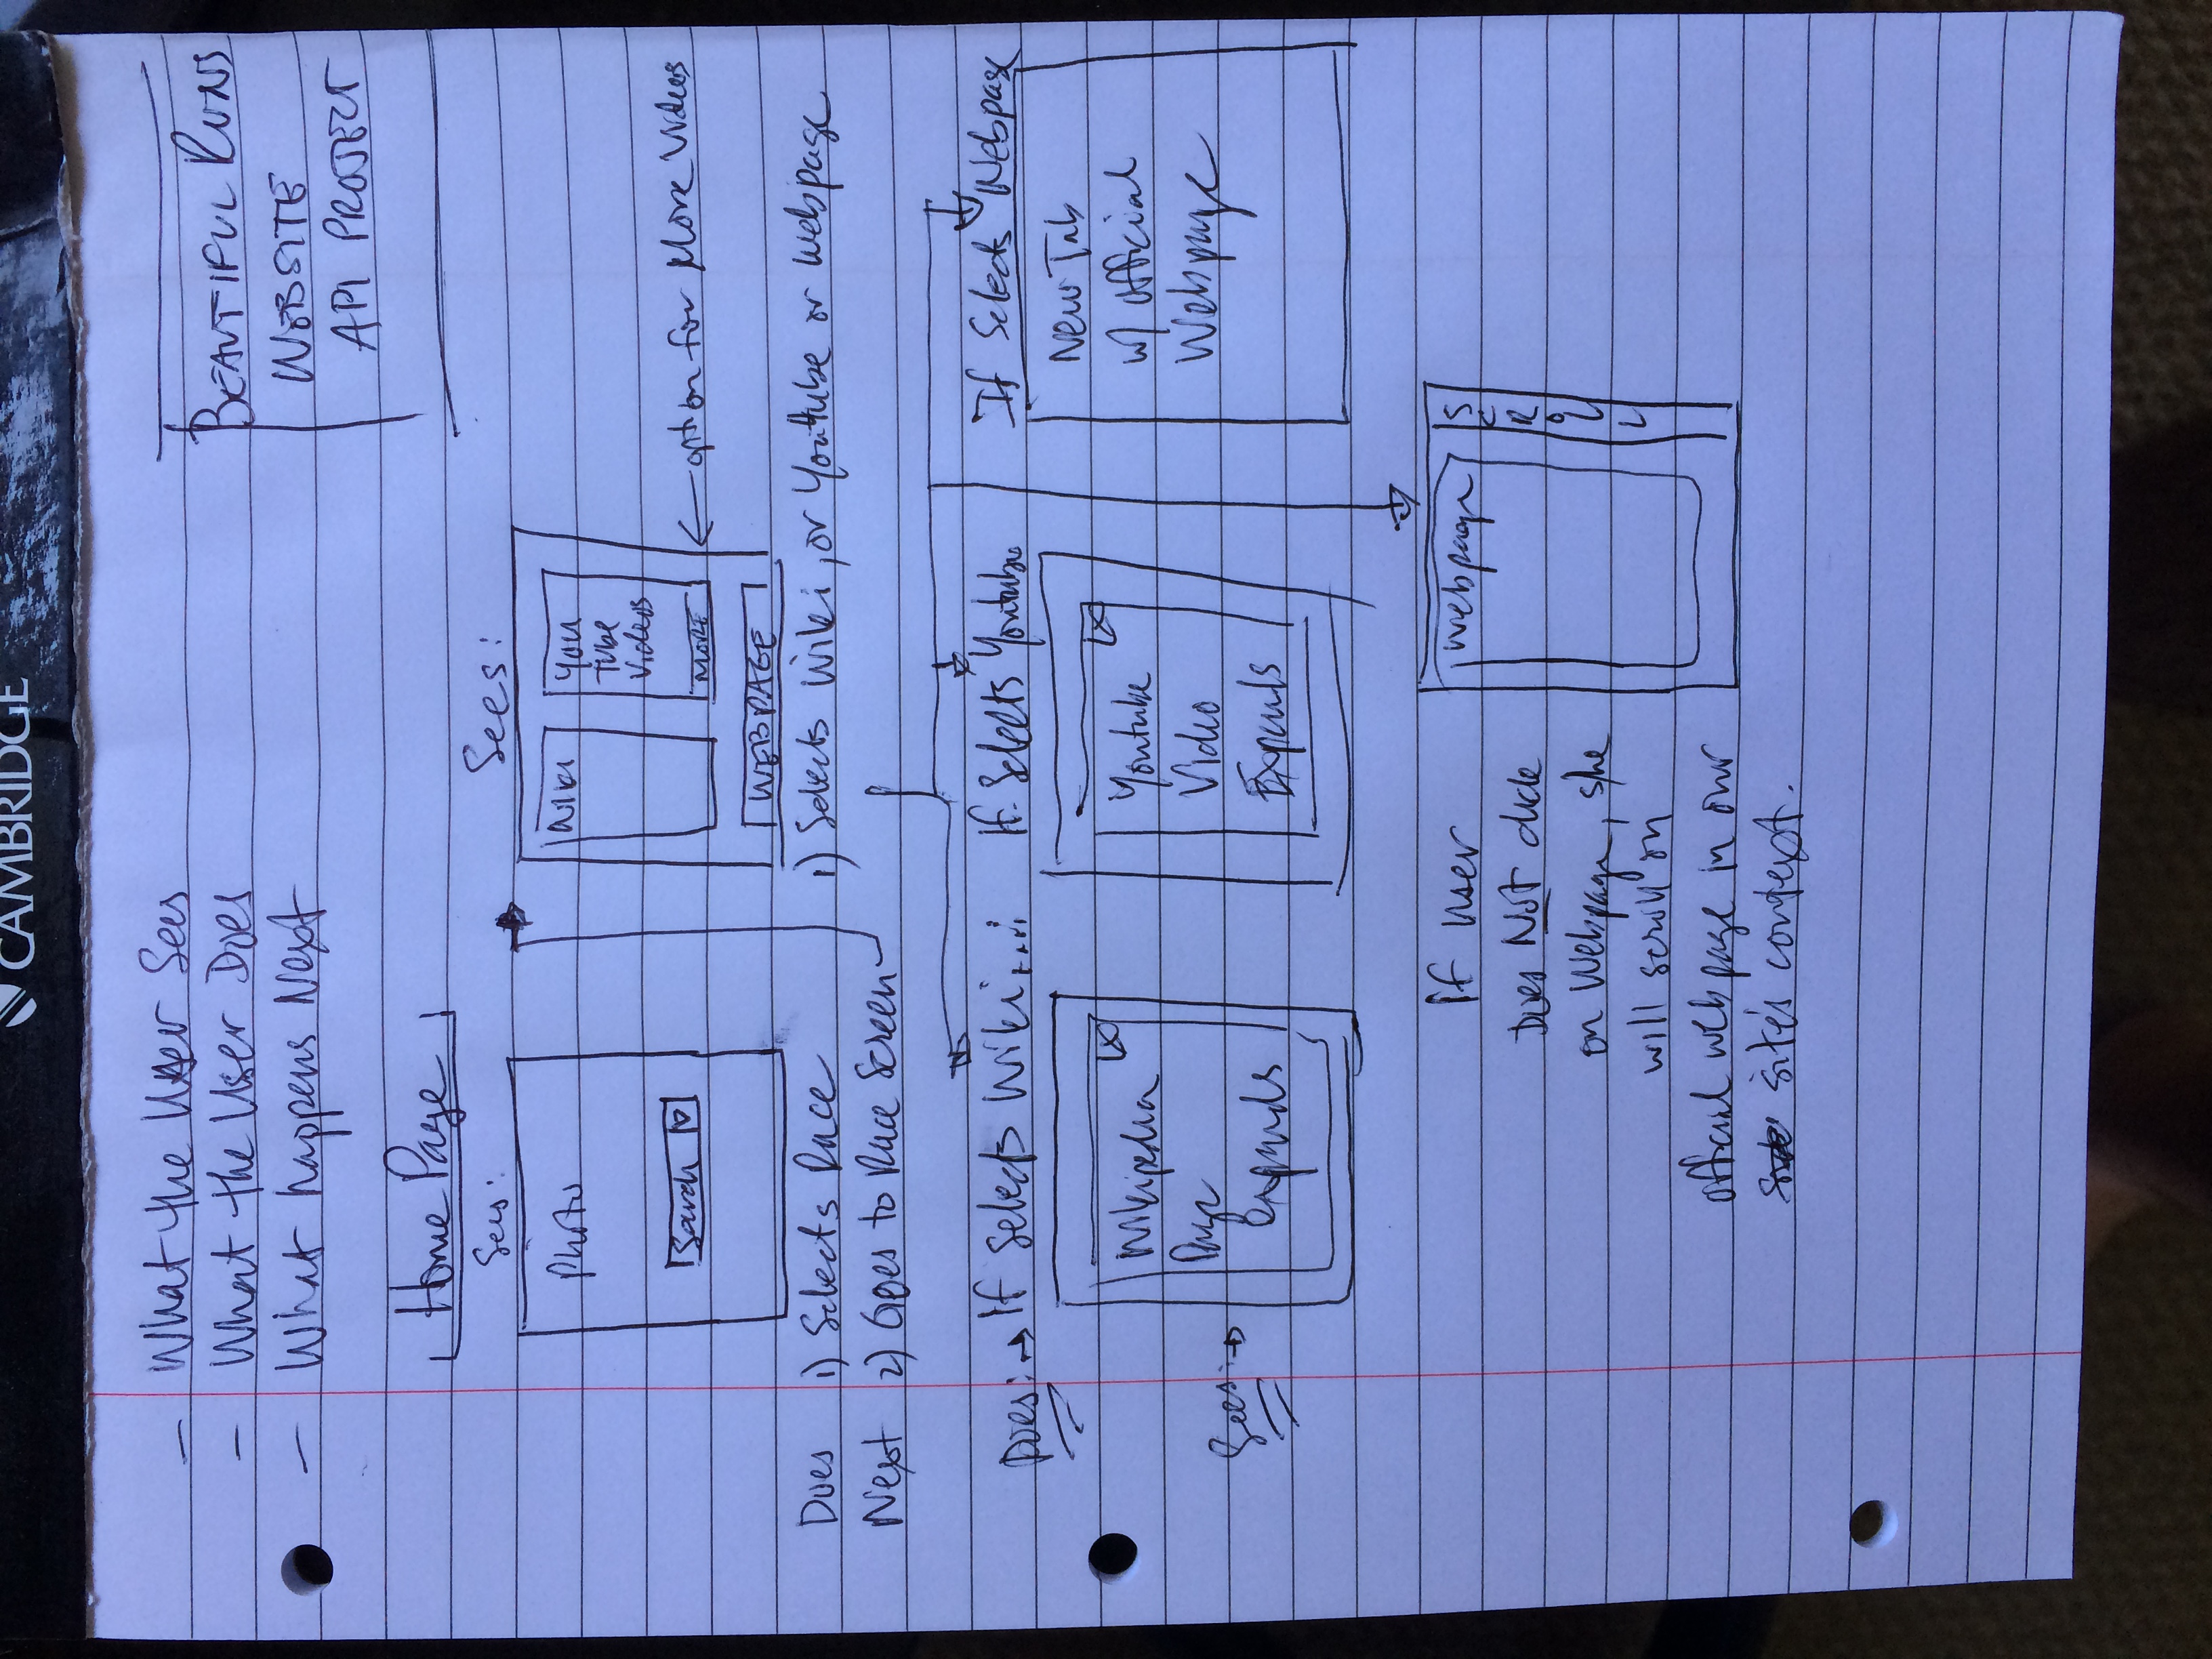 CAMBRIDGE
— What the User Sees
— What the User Does
— What happens Next
BEAUTIFUL RUNS
WEBSITE
API PROJECT
Home Page
Sees:
Photo
Search
Sees:
Wiki
You
Tube
Videos
MORE
WEBPAGE
← option for More Videos
Does 1) Selects Race
Next 2) Goes to Race Screen
1) Selects Wiki, or Youtube or Webpage
Does: → If Selects Wiki....
If Selects Youtube
If Selects Webpage
Sees: →
Wikipedia
Page
Expands
X
Youtube
Video
Expands
X
New Tab
w/ official
Webpage
If user
Does Not click
on Webpage, s/he
will scroll on
official webpage in our
site's context.
webpage
SCROLL